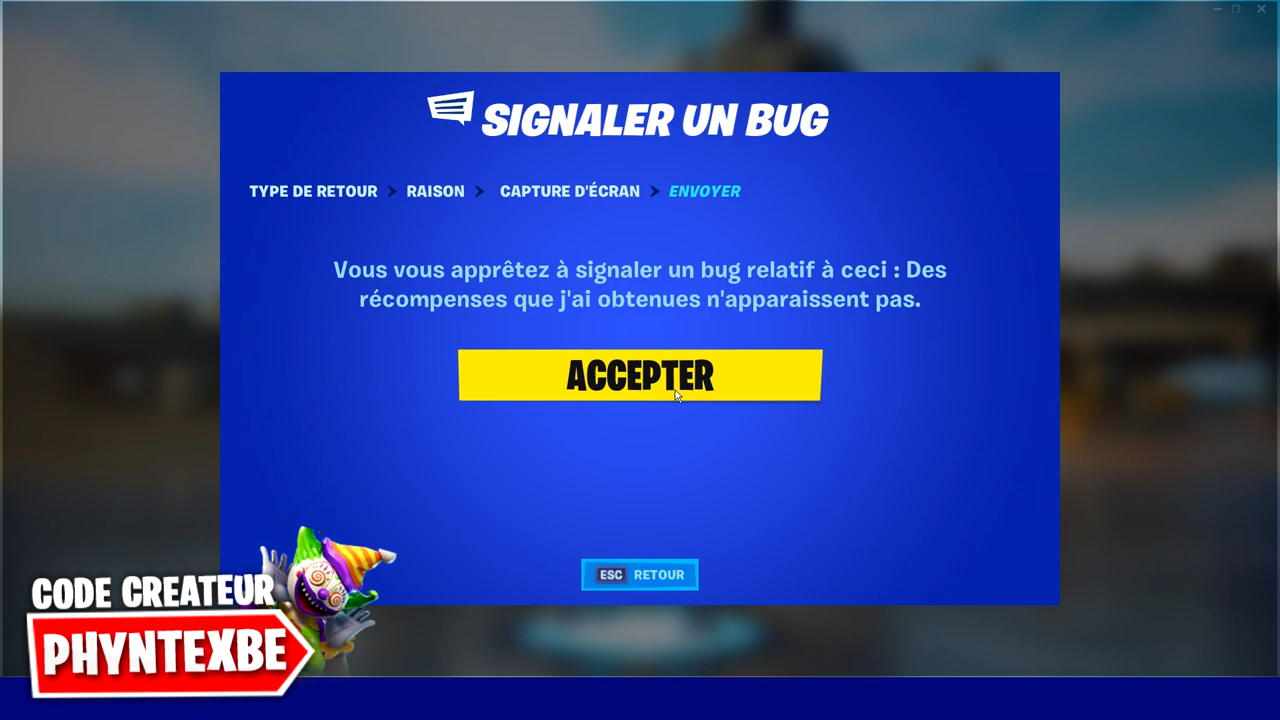 SIGNALER UN BUG
TYPE DE RETOUR > RAISON > CAPTURE D'ÉCRAN > ENVOYER
Vous vous apprêtez à signaler un bug relatif à ceci : Des
récompenses que j'ai obtenues n'apparaissent pas.
ACCEPTER
ESC RETOUR
CODE CREATEUR
PHYNTEXBE